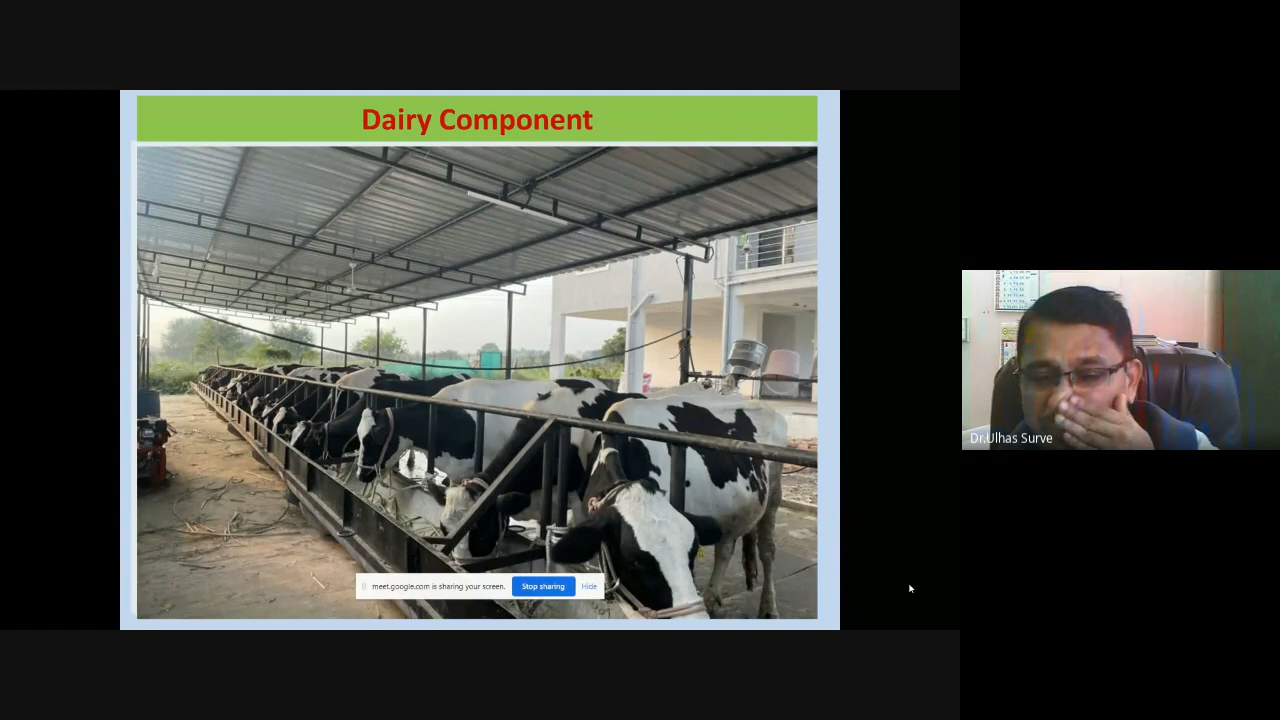 Dairy Component
meet.google.com is sharing your screen.
Stop sharing
Hide
Dr.Ulhas Surve